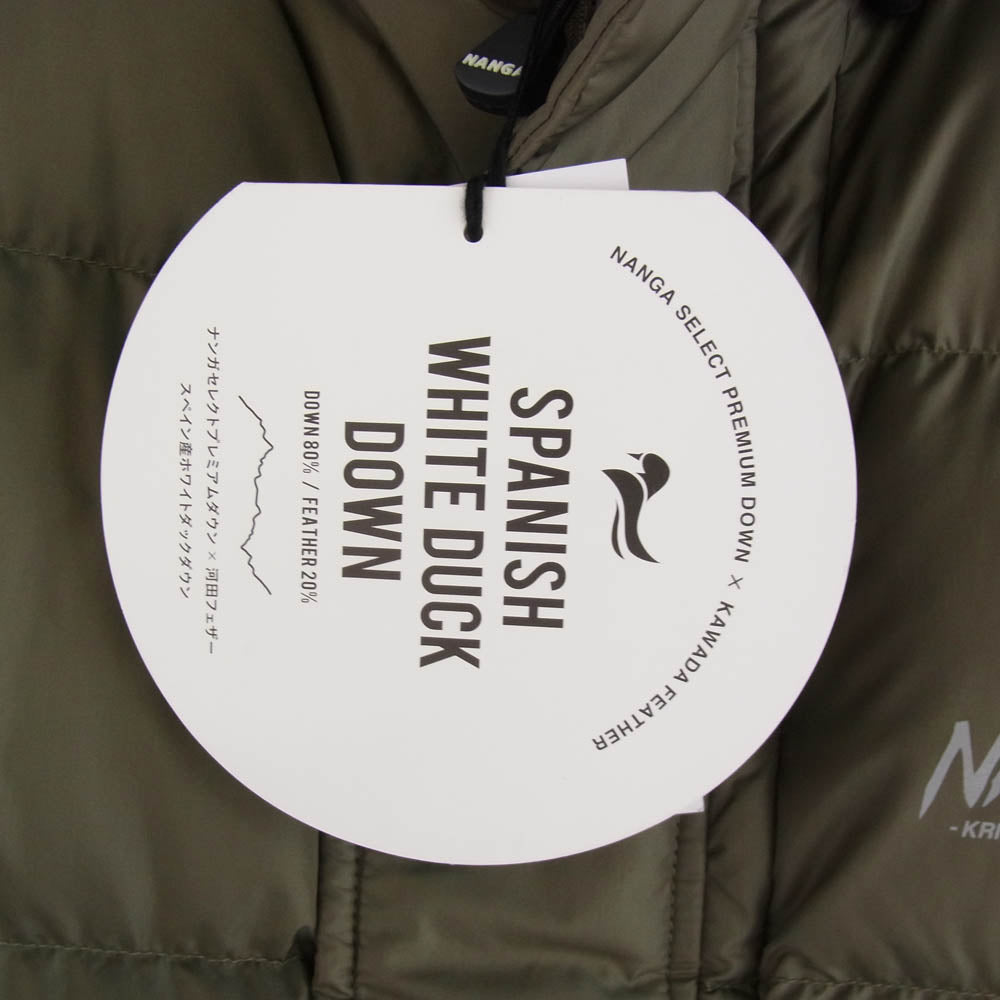 NANGA
NANGA SELECT PREMIUM DOWN × KAWADA FEATHER
SPANISH
WHITE DUCK
DOWN
DOWN 80% / FEATHER 20%
ナンガセレクトプレミアムダウン × 河田フェザー
スペイン産ホワイトダックダウン